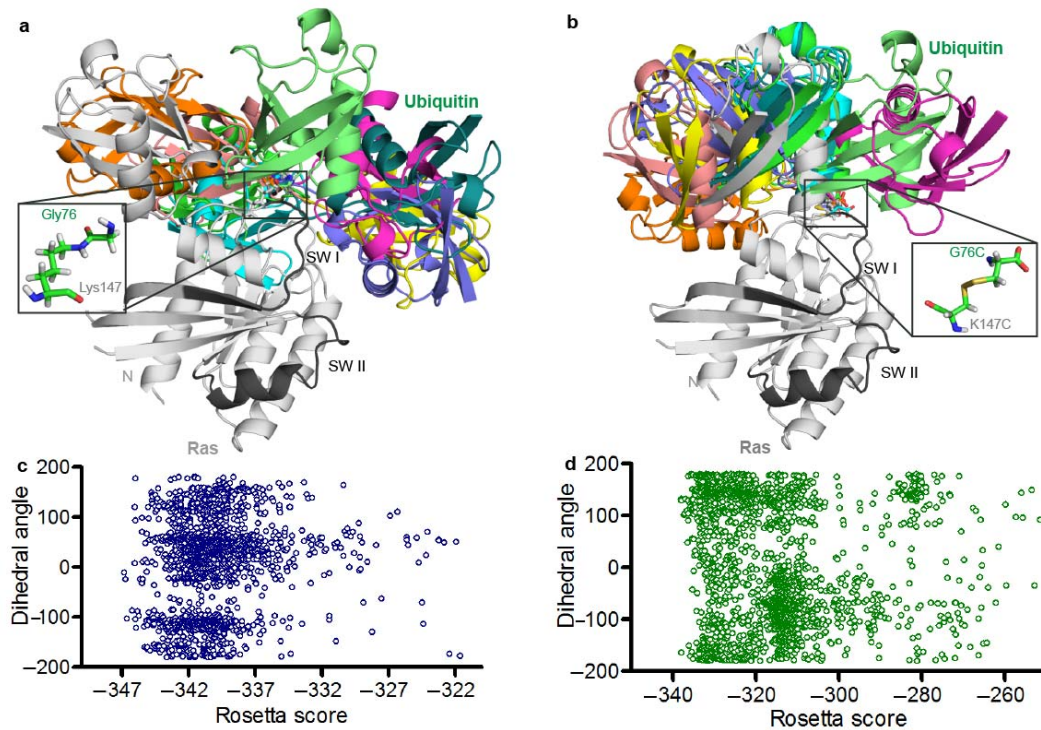 a
Ubiquitin
Gly76
Lys147
SW I
SW II
N
Ras
b
Ubiquitin
G76C
K147C
SW I
SW II
N
Ras
c
Dihedral angle
200
100
0
–100
–200
–347 –342 –337 –332 –327 –322
Rosetta score
d
Dihedral angle
200
100
0
–100
–200
–340 –320 –300 –280 –260
Rosetta score